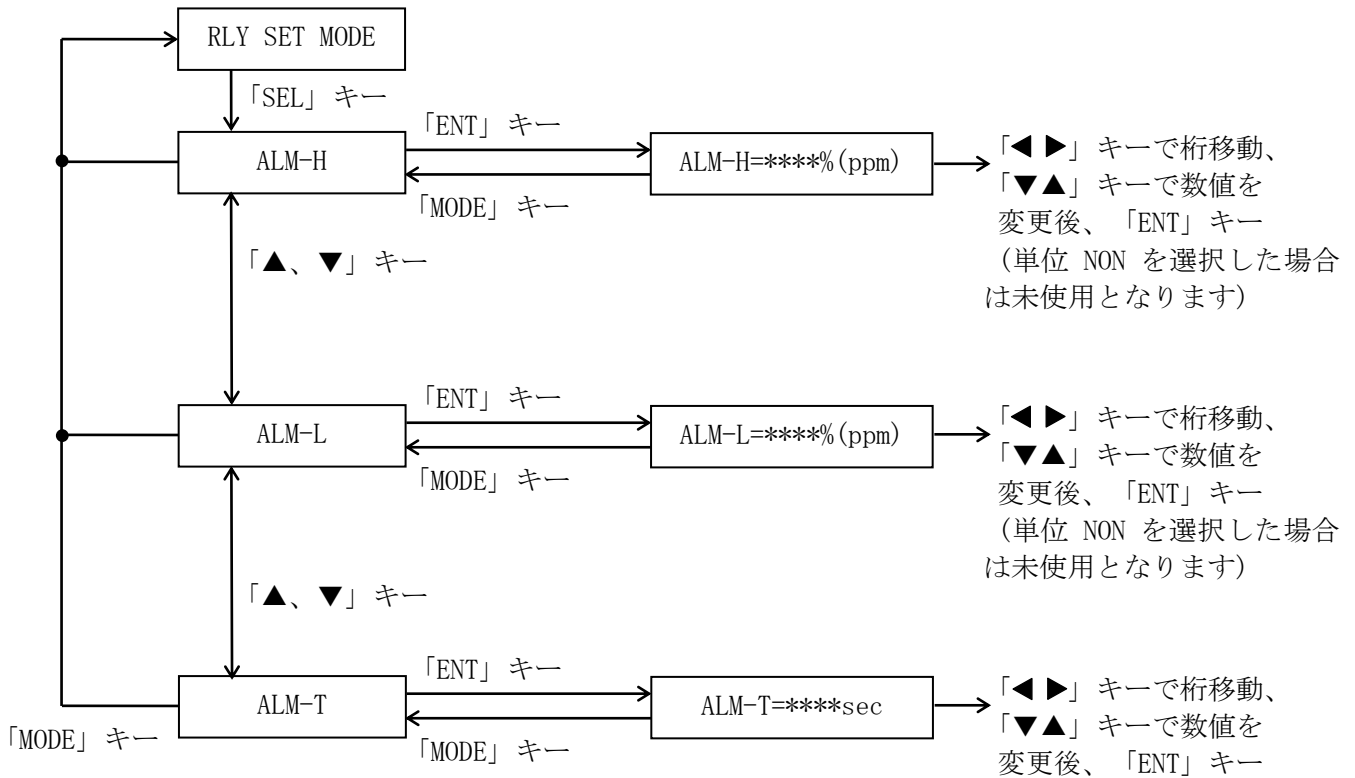 RLY SET MODE
「SEL」キー
ALM-H
「ENT」キー
「MODE」キー
ALM-H=****%(ppm)
「◀ ▶」キーで桁移動、
「▼▲」キーで数値を
変更後、「ENT」キー
(単位 NON を選択した場合
は未使用となります)
「▲、▼」キー
ALM-L
「ENT」キー
「MODE」キー
ALM-L=****%(ppm)
「◀ ▶」キーで桁移動、
「▼▲」キーで数値を
変更後、「ENT」キー
(単位 NON を選択した場合
は未使用となります)
「▲、▼」キー
ALM-T
「ENT」キー
「MODE」キー
ALM-T=****sec
「◀ ▶」キーで桁移動、
「▼▲」キーで数値を
変更後、「ENT」キー
「MODE」キー